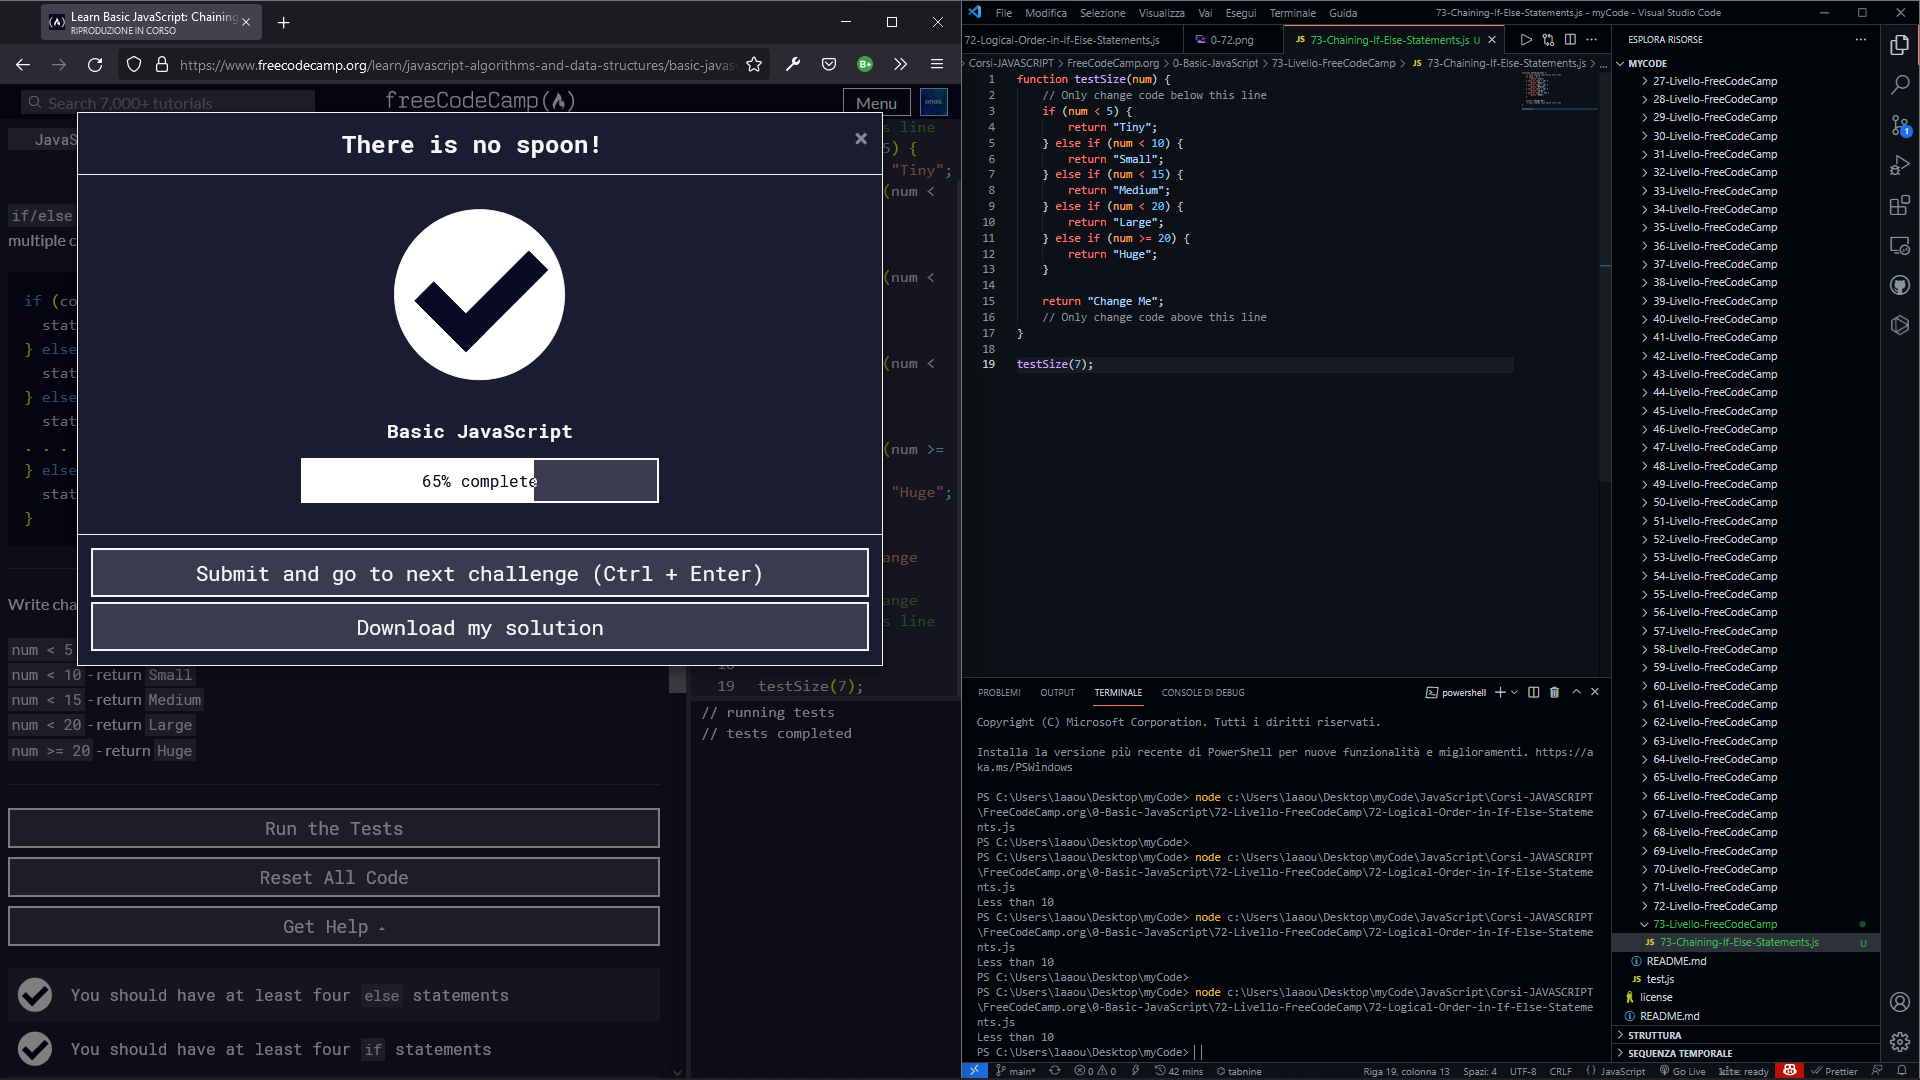 Learn Basic JavaScript: Chaining
RIPRODUZIONE IN CORSO
https://www.freecodecamp.org/learn/javascript-algorithms-and-data-structures/basic-javas
Search 7,000+ tutorials
freeCodeCamp
Menu
There is no spoon!
Basic JavaScript
65% complete
Submit and go to next challenge (Ctrl + Enter)
Download my solution
JavaS
if/else
multiple c
if (co
stat
} else
stat
} else
stat
. . .
} else
stat
}
Write cha
num < 5
num < 10 - return Small
num < 15 - return Medium
num < 20 - return Large
num >= 20 - return Huge
Run the Tests
Reset All Code
Get Help
You should have at least four else statements
You should have at least four if statements
s line
5) {
"Tiny";
(num <
(num <
(num <
(num >=
"Huge";
ange
ange
s line
19 testSize(7);
// running tests
// tests completed
File Modifica Selezione Visualizza Vai Esegui Terminale Guida
73-Chaining-If-Else-Statements.js - myCode - Visual Studio Code
72-Logical-Order-in-If-Else-Statements.js
0-72.png
JS 73-Chaining-If-Else-Statements.js U
Corsi-JAVASCRIPT > FreeCodeCamp.org > 0-Basic-JavaScript > 73-Livello-FreeCodeCamp > JS 73-Chaining-If-Else-Statements.js > ...
1 function testSize(num) {
2 // Only change code below this line
3 if (num < 5) {
4 return "Tiny";
5 } else if (num < 10) {
6 return "Small";
7 } else if (num < 15) {
8 return "Medium";
9 } else if (num < 20) {
10 return "Large";
11 } else if (num >= 20) {
12 return "Huge";
13 }
14
15 return "Change Me";
16 // Only change code above this line
17 }
18
19 testSize(7);
PROBLEMI OUTPUT TERMINALE CONSOLE DI DEBUG
powershell
Copyright (C) Microsoft Corporation. Tutti i diritti riservati.
Installa la versione più recente di PowerShell per nuove funzionalità e miglioramenti. https://a
ka.ms/PSWindows
PS C:\Users\laaou\Desktop\myCode> node c:\Users\laaou\Desktop\myCode\JavaScript\Corsi-JAVASCRIPT
\FreeCodeCamp.org\0-Basic-JavaScript\72-Livello-FreeCodeCamp\72-Logical-Order-in-If-Else-Stateme
nts.js
PS C:\Users\laaou\Desktop\myCode>
PS C:\Users\laaou\Desktop\myCode> node c:\Users\laaou\Desktop\myCode\JavaScript\Corsi-JAVASCRIPT
\FreeCodeCamp.org\0-Basic-JavaScript\72-Livello-FreeCodeCamp\72-Logical-Order-in-If-Else-Stateme
nts.js
Less than 10
PS C:\Users\laaou\Desktop\myCode> node c:\Users\laaou\Desktop\myCode\JavaScript\Corsi-JAVASCRIPT
\FreeCodeCamp.org\0-Basic-JavaScript\72-Livello-FreeCodeCamp\72-Logical-Order-in-If-Else-Stateme
nts.js
Less than 10
PS C:\Users\laaou\Desktop\myCode>
PS C:\Users\laaou\Desktop\myCode> node c:\Users\laaou\Desktop\myCode\JavaScript\Corsi-JAVASCRIPT
\FreeCodeCamp.org\0-Basic-JavaScript\72-Livello-FreeCodeCamp\72-Logical-Order-in-If-Else-Stateme
nts.js
Less than 10
PS C:\Users\laaou\Desktop\myCode>
ESPLORA RISORSE
MYCODE
27-Livello-FreeCodeCamp
28-Livello-FreeCodeCamp
29-Livello-FreeCodeCamp
30-Livello-FreeCodeCamp
31-Livello-FreeCodeCamp
32-Livello-FreeCodeCamp
33-Livello-FreeCodeCamp
34-Livello-FreeCodeCamp
35-Livello-FreeCodeCamp
36-Livello-FreeCodeCamp
37-Livello-FreeCodeCamp
38-Livello-FreeCodeCamp
39-Livello-FreeCodeCamp
40-Livello-FreeCodeCamp
41-Livello-FreeCodeCamp
42-Livello-FreeCodeCamp
43-Livello-FreeCodeCamp
44-Livello-FreeCodeCamp
45-Livello-FreeCodeCamp
46-Livello-FreeCodeCamp
47-Livello-FreeCodeCamp
48-Livello-FreeCodeCamp
49-Livello-FreeCodeCamp
50-Livello-FreeCodeCamp
51-Livello-FreeCodeCamp
52-Livello-FreeCodeCamp
53-Livello-FreeCodeCamp
54-Livello-FreeCodeCamp
55-Livello-FreeCodeCamp
56-Livello-FreeCodeCamp
57-Livello-FreeCodeCamp
58-Livello-FreeCodeCamp
59-Livello-FreeCodeCamp
60-Livello-FreeCodeCamp
61-Livello-FreeCodeCamp
62-Livello-FreeCodeCamp
63-Livello-FreeCodeCamp
64-Livello-FreeCodeCamp
65-Livello-FreeCodeCamp
66-Livello-FreeCodeCamp
67-Livello-FreeCodeCamp
68-Livello-FreeCodeCamp
69-Livello-FreeCodeCamp
70-Livello-FreeCodeCamp
71-Livello-FreeCodeCamp
72-Livello-FreeCodeCamp
73-Livello-FreeCodeCamp
JS 73-Chaining-If-Else-Statements.js U
README.md
JS test.js
license
README.md
STRUTTURA
SEQUENZA TEMPORALE
main* 0 0 42 mins tabnine
Riga 19, colonna 13 Spazi: 4 UTF-8 CRLF {} JavaScript Go Live kite: ready Prettier